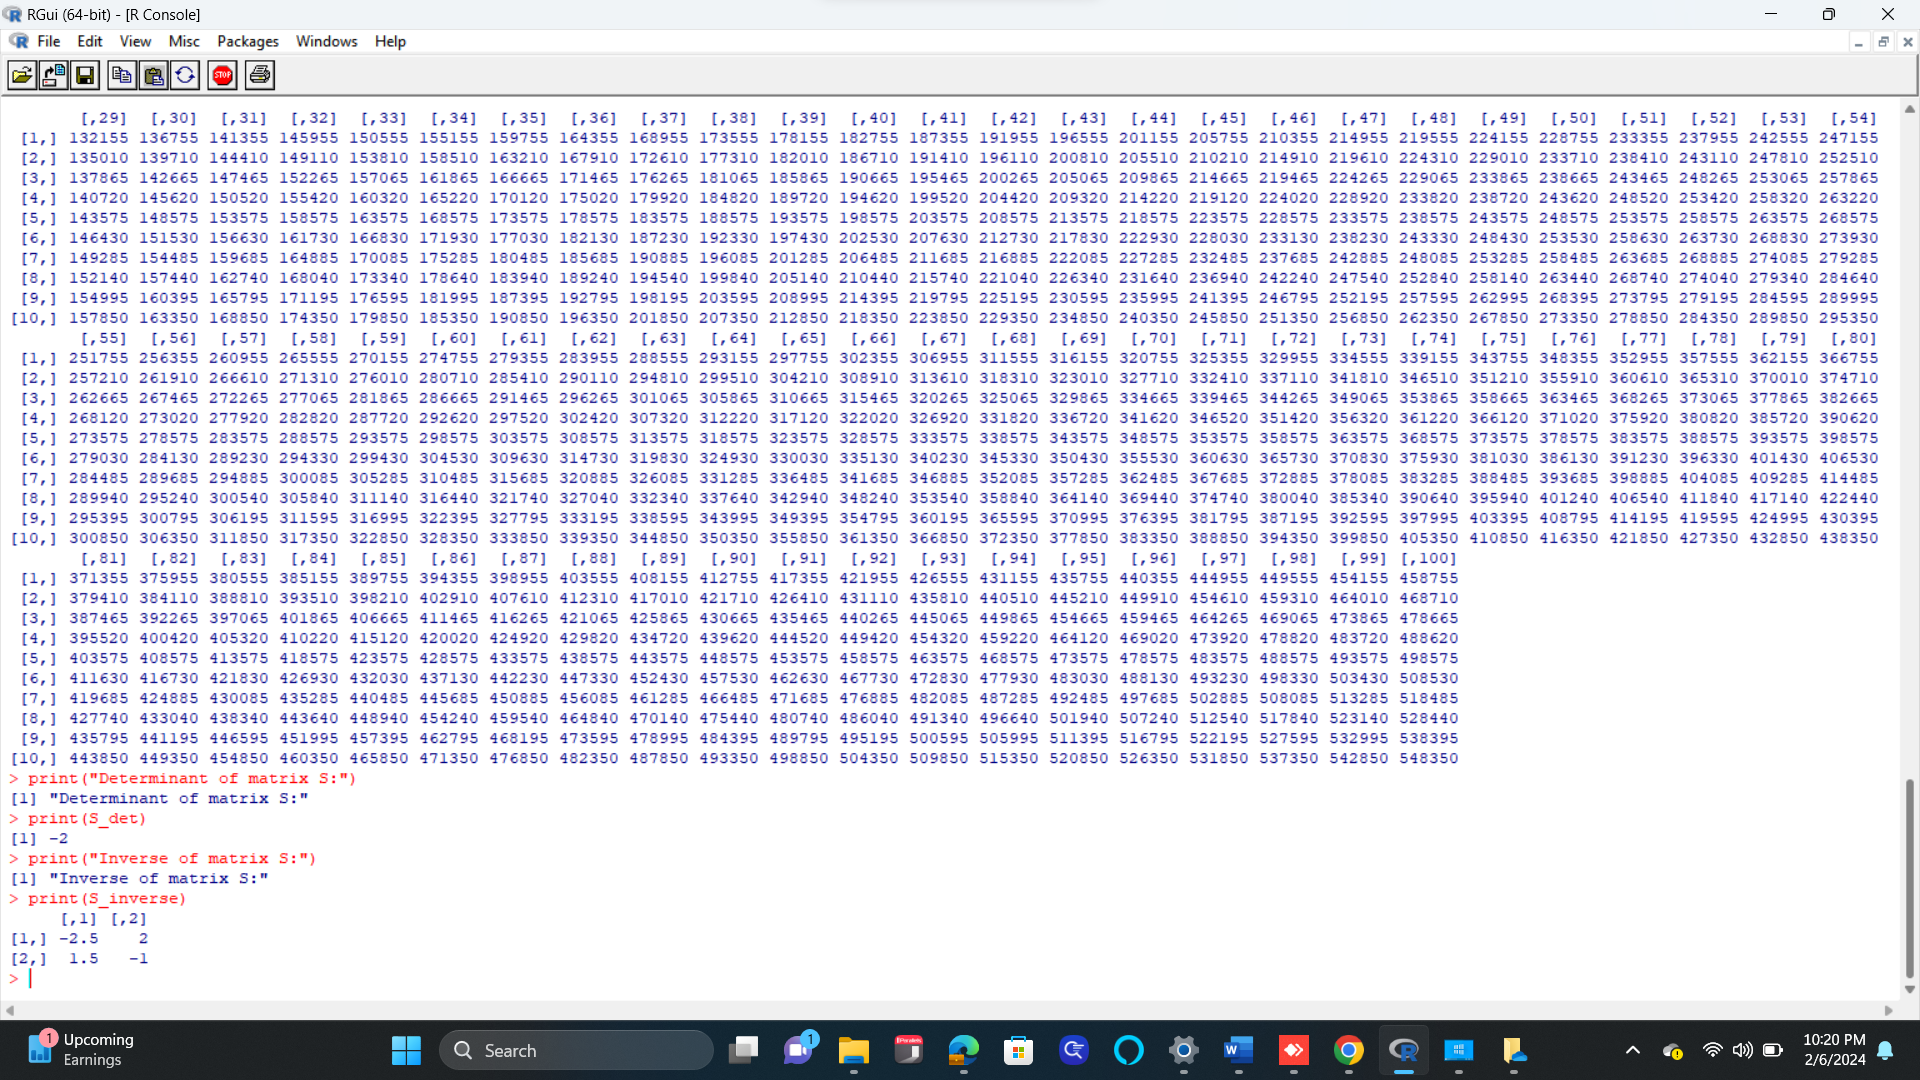 RGui (64-bit) - [R Console]
File Edit View Misc Packages Windows Help
STOP
[,29] [,30] [,31] [,32] [,33] [,34] [,35] [,36] [,37] [,38] [,39] [,40] [,41] [,42] [,43] [,44] [,45] [,46] [,47] [,48] [,49] [,50] [,51] [,52] [,53] [,54]
[1,] 132155 136755 141355 145955 150555 155155 159755 164355 168955 173555 178155 182755 187355 191955 196555 201155 205755 210355 214955 219555 224155 228755 233355 237955 242555 247155
[2,] 135010 139710 144410 149110 153810 158510 163210 167910 172610 177310 182010 186710 191410 196110 200810 205510 210210 214910 219610 224310 229010 233710 238410 243110 247810 252510
[3,] 137865 142665 147465 152265 157065 161865 166665 171465 176265 181065 185865 190665 195465 200265 205065 209865 214665 219465 224265 229065 233865 238665 243465 248265 253065 257865
[4,] 140720 145620 150520 155420 160320 165220 170120 175020 179920 184820 189720 194620 199520 204420 209320 214220 219120 224020 228920 233820 238720 243620 248520 253420 258320 263220
[5,] 143575 148575 153575 158575 163575 168575 173575 178575 183575 188575 193575 198575 203575 208575 213575 218575 223575 228575 233575 238575 243575 248575 253575 258575 263575 268575
[6,] 146430 151530 156630 161730 166830 171930 177030 182130 187230 192330 197430 202530 207630 212730 217830 222930 228030 233130 238230 243330 248430 253530 258630 263730 268830 273930
[7,] 149285 154485 159685 164885 170085 175285 180485 185685 190885 196085 201285 206485 211685 216885 222085 227285 232485 237685 242885 248085 253285 258485 263685 268885 274085 279285
[8,] 152140 157440 162740 168040 173340 178640 183940 189240 194540 199840 205140 210440 215740 221040 226340 231640 236940 242240 247540 252840 258140 263440 268740 274040 279340 284640
[9,] 154995 160395 165795 171195 176595 181995 187395 192795 198195 203595 208995 214395 219795 225195 230595 235995 241395 246795 252195 257595 262995 268395 273795 279195 284595 289995
[10,] 157850 163350 168850 174350 179850 185350 190850 196350 201850 207350 212850 218350 223850 229350 234850 240350 245850 251350 256850 262350 267850 273350 278850 284350 289850 295350
[,55] [,56] [,57] [,58] [,59] [,60] [,61] [,62] [,63] [,64] [,65] [,66] [,67] [,68] [,69] [,70] [,71] [,72] [,73] [,74] [,75] [,76] [,77] [,78] [,79] [,80]
[1,] 251755 256355 260955 265555 270155 274755 279355 283955 288555 293155 297755 302355 306955 311555 316155 320755 325355 329955 334555 339155 343755 348355 352955 357555 362155 366755
[2,] 257210 261910 266610 271310 276010 280710 285410 290110 294810 299510 304210 308910 313610 318310 323010 327710 332410 337110 341810 346510 351210 355910 360610 365310 370010 374710
[3,] 262665 267465 272265 277065 281865 286665 291465 296265 301065 305865 310665 315465 320265 325065 329865 334665 339465 344265 349065 353865 358665 363465 368265 373065 377865 382665
[4,] 268120 273020 277920 282820 287720 292620 297520 302420 307320 312220 317120 322020 326920 331820 336720 341620 346520 351420 356320 361220 366120 371020 375920 380820 385720 390620
[5,] 273575 278575 283575 288575 293575 298575 303575 308575 313575 318575 323575 328575 333575 338575 343575 348575 353575 358575 363575 368575 373575 378575 383575 388575 393575 398575
[6,] 279030 284130 289230 294330 299430 304530 309630 314730 319830 324930 330030 335130 340230 345330 350430 355530 360630 365730 370830 375930 381030 386130 391230 396330 401430 406530
[7,] 284485 289685 294885 300085 305285 310485 315685 320885 326085 331285 336485 341685 346885 352085 357285 362485 367685 372885 378085 383285 388485 393685 398885 404085 409285 414485
[8,] 289940 295240 300540 305840 311140 316440 321740 327040 332340 337640 342940 348240 353540 358840 364140 369440 374740 380040 385340 390640 395940 401240 406540 411840 417140 422440
[9,] 295395 300795 306195 311595 316995 322395 327795 333195 338595 343995 349395 354795 360195 365595 370995 376395 381795 387195 392595 397995 403395 408795 414195 419595 424995 430395
[10,] 300850 306350 311850 317350 322850 328350 333850 339350 344850 350350 355850 361350 366850 372350 377850 383350 388850 394350 399850 405350 410850 416350 421850 427350 432850 438350
[,81] [,82] [,83] [,84] [,85] [,86] [,87] [,88] [,89] [,90] [,91] [,92] [,93] [,94] [,95] [,96] [,97] [,98] [,99] [,100]
[1,] 371355 375955 380555 385155 389755 394355 398955 403555 408155 412755 417355 421955 426555 431155 435755 440355 444955 449555 454155 458755
[2,] 379410 384110 388810 393510 398210 402910 407610 412310 417010 421710 426410 431110 435810 440510 445210 449910 454610 459310 464010 468710
[3,] 387465 392265 397065 401865 406665 411465 416265 421065 425865 430665 435465 440265 445065 449865 454665 459465 464265 469065 473865 478665
[4,] 395520 400420 405320 410220 415120 420020 424920 429820 434720 439620 444520 449420 454320 459220 464120 469020 473920 478820 483720 488620
[5,] 403575 408575 413575 418575 423575 428575 433575 438575 443575 448575 453575 458575 463575 468575 473575 478575 483575 488575 493575 498575
[6,] 411630 416730 421830 426930 432030 437130 442230 447330 452430 457530 462630 467730 472830 477930 483030 488130 493230 498330 503430 508530
[7,] 419685 424885 430085 435285 440485 445685 450885 456085 461285 466485 471685 476885 482085 487285 492485 497685 502885 508085 513285 518485
[8,] 427740 433040 438340 443640 448940 454240 459540 464840 470140 475440 480740 486040 491340 496640 501940 507240 512540 517840 523140 528440
[9,] 435795 441195 446595 451995 457395 462795 468195 473595 478995 484395 489795 495195 500595 505995 511395 516795 522195 527595 532995 538395
[10,] 443850 449350 454850 460350 465850 471350 476850 482350 487850 493350 498850 504350 509850 515350 520850 526350 531850 537350 542850 548350
> print("Determinant of matrix S:")
[1] "Determinant of matrix S:"
> print(S_det)
[1] -2
> print("Inverse of matrix S:")
[1] "Inverse of matrix S:"
> print(S_inverse)
[,1] [,2]
[1,] -2.5 2
[2,] 1.5 -1
>
1
Upcoming
Earnings
Search
1
10:20 PM
2/6/2024